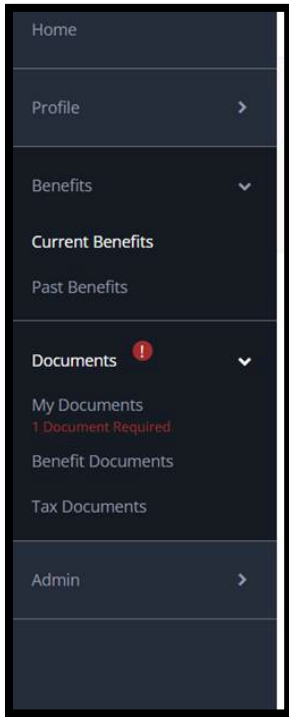 Home
Profile
Benefits
Current Benefits
Past Benefits
Documents !
My Documents
1 Document Required
Benefit Documents
Tax Documents
Admin